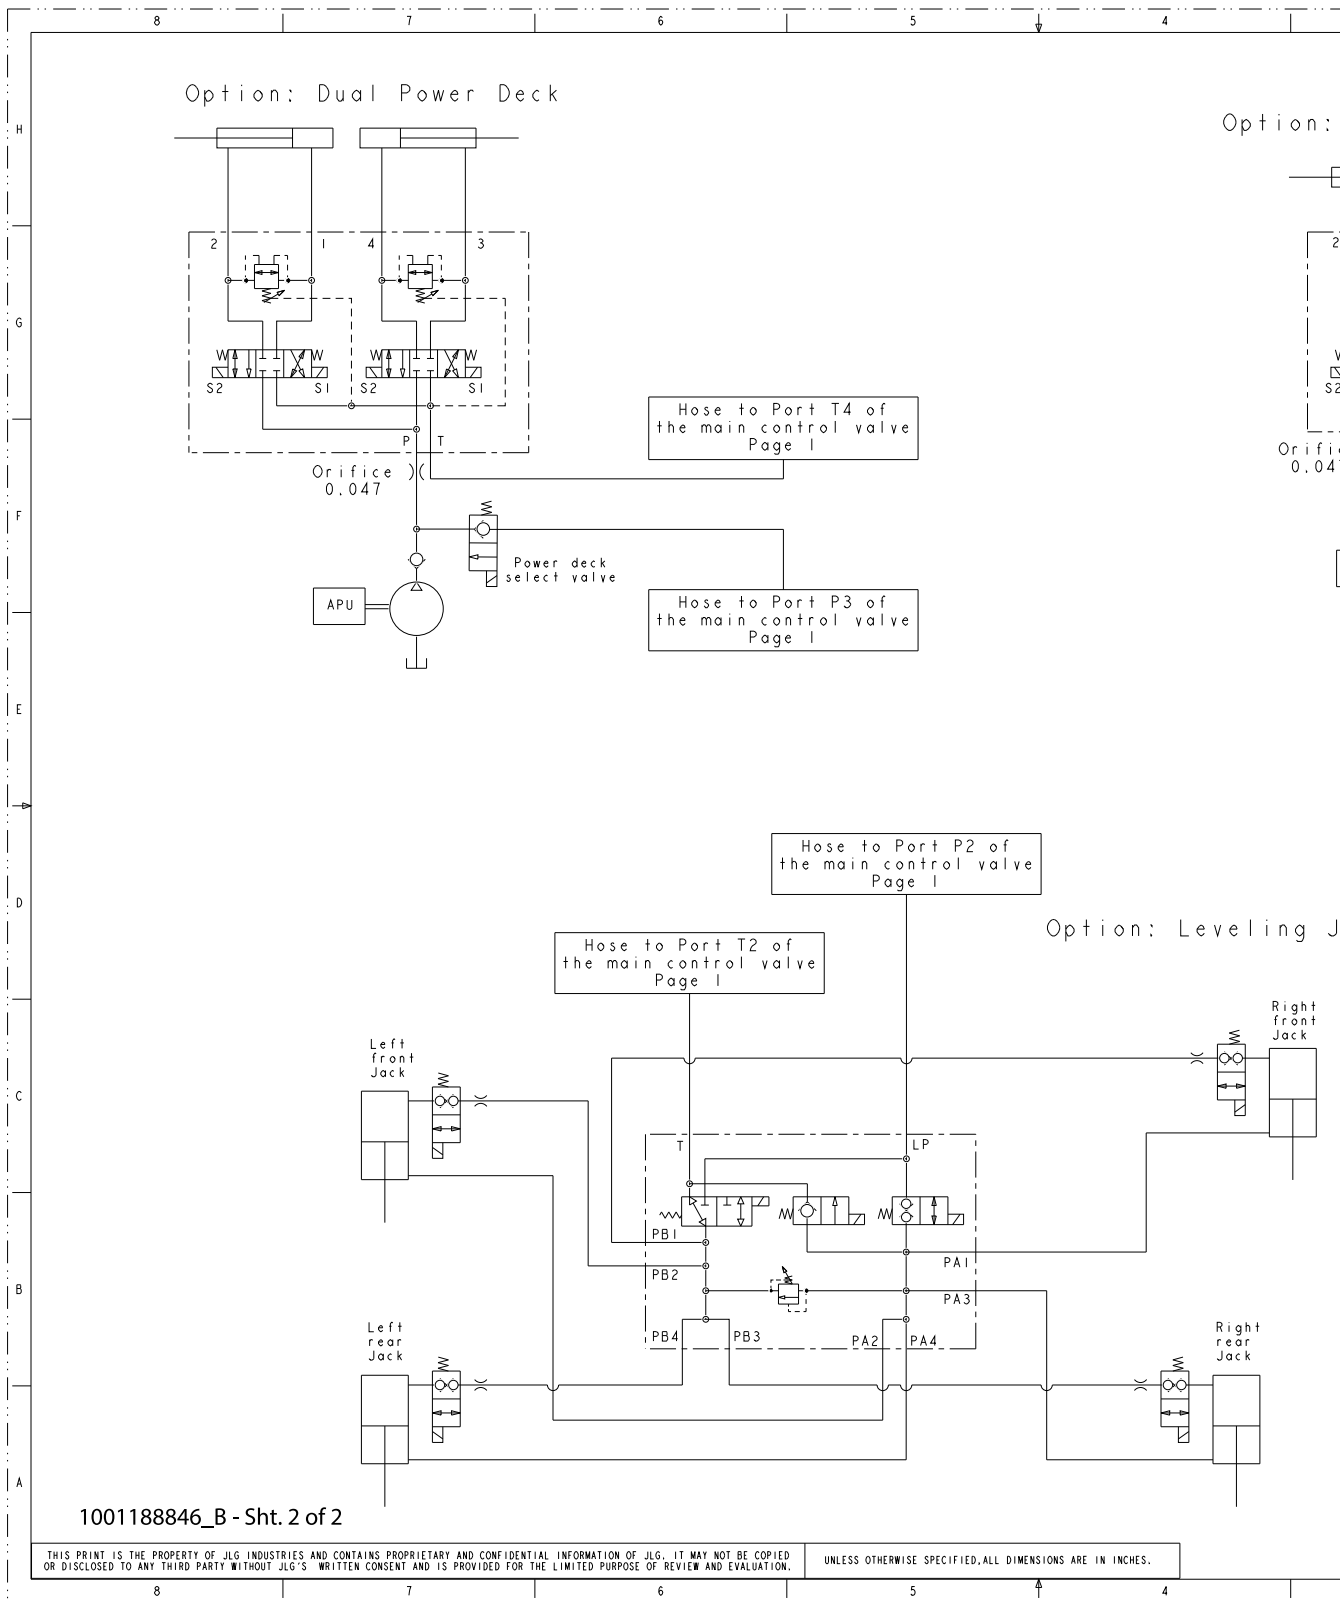 8 7 6 5 4
Option: Dual Power Deck
H
Option:
2 1 4 3
2
G
S2 S1 S2 S1
S2
Hose to Port T4 of
the main control valve
Page 1
P T
Orifice
0.047
F
Power deck
select valve
APU
Hose to Port P3 of
the main control valve
Page 1
E
Hose to Port P2 of
the main control valve
Page 1
D
Option: Leveling J
Hose to Port T2 of
the main control valve
Page 1
Right
front
Jack
Left
front
Jack
C
T LP
PB1
PA1
PB2
B
PA3
PB4 PB3 PA2 PA4
Left
rear
Jack
Right
rear
Jack
A
1001188846_B - Sht. 2 of 2
THIS PRINT IS THE PROPERTY OF JLG INDUSTRIES AND CONTAINS PROPRIETARY AND CONFIDENTIAL INFORMATION OF JLG. IT MAY NOT BE COPIED
OR DISCLOSED TO ANY THIRD PARTY WITHOUT JLG'S WRITTEN CONSENT AND IS PROVIDED FOR THE LIMITED PURPOSE OF REVIEW AND EVALUATION.
UNLESS OTHERWISE SPECIFIED,ALL DIMENSIONS ARE IN INCHES.
8 7 6 5 4